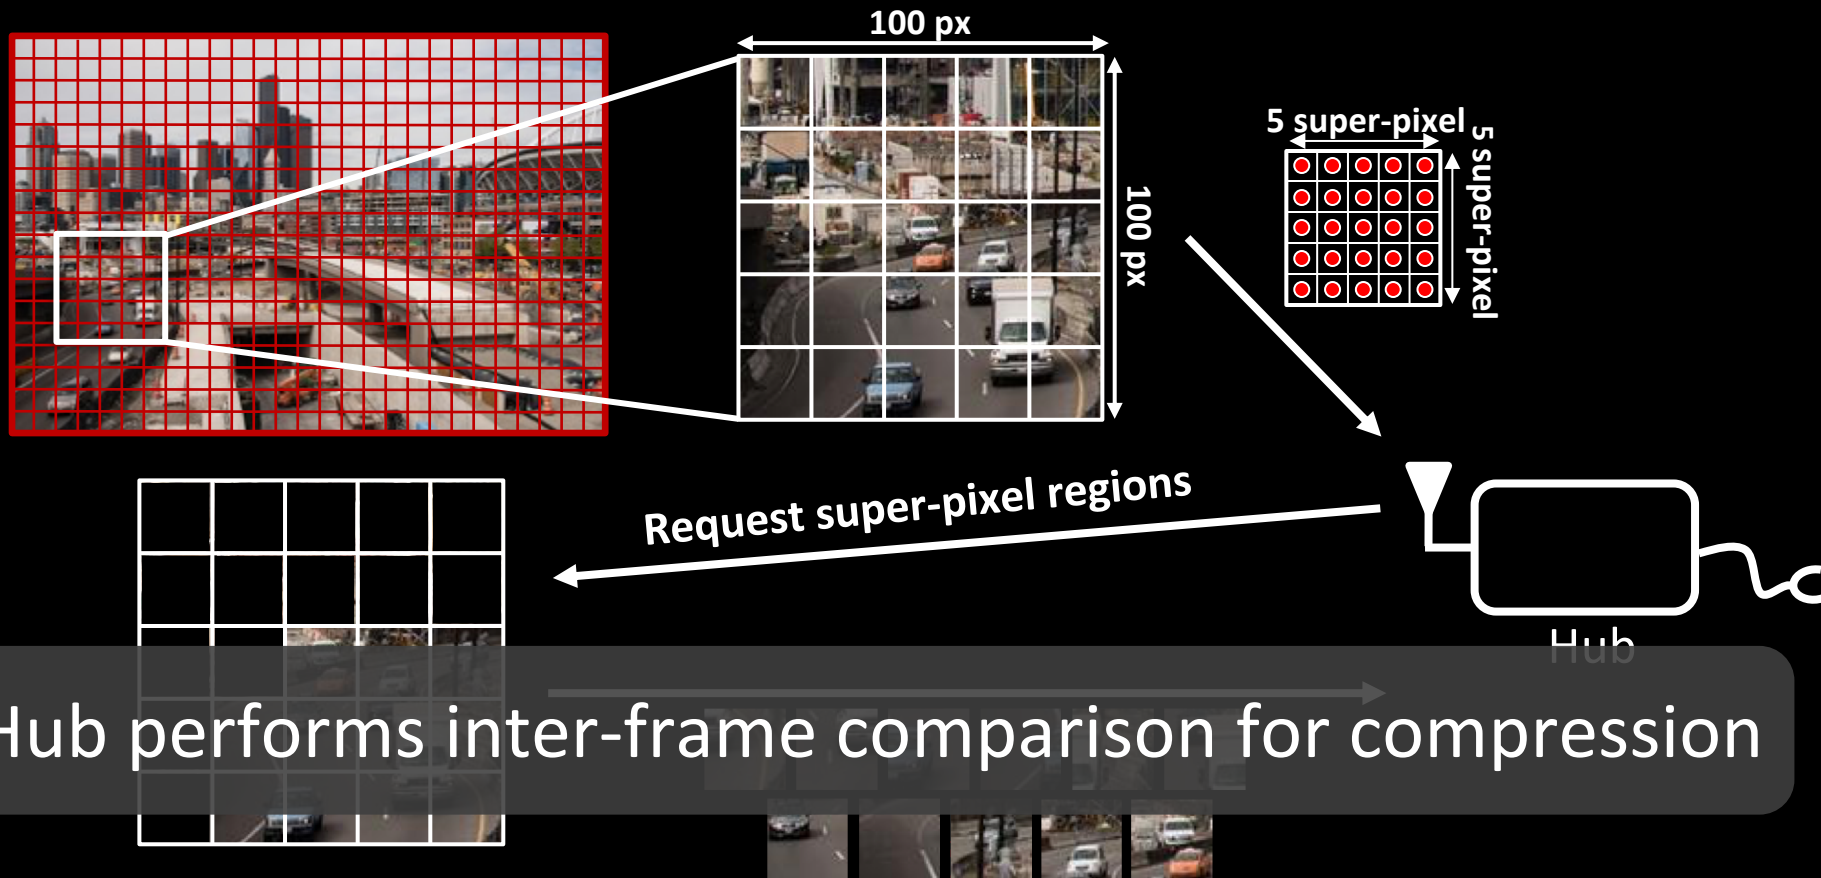 100 px
100 px
5 super-pixel
5 super-pixel
Request super-pixel regions
Hub
Hub performs inter-frame comparison for compression